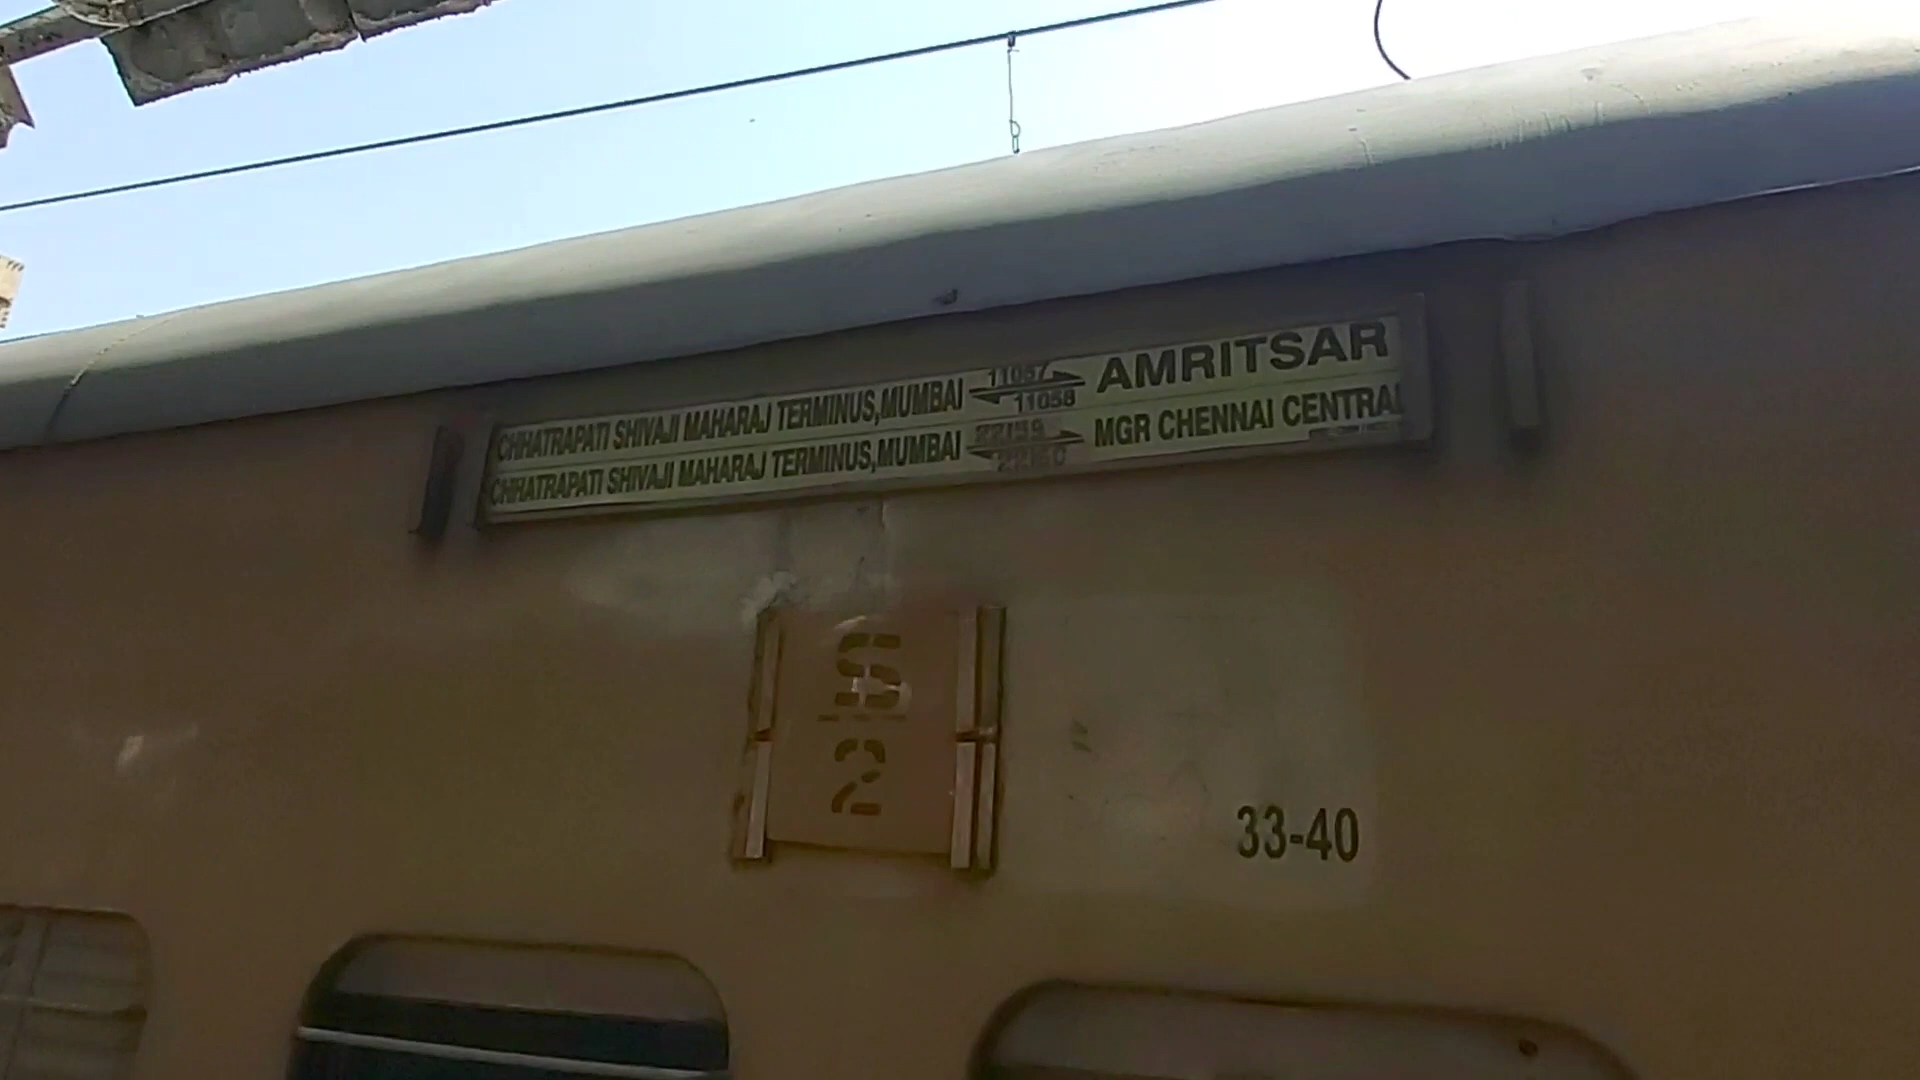 CHHATRAPATI SHIVAJI MAHARAJ TERMINUS,MUMBAI 11057 11058 AMRITSAR
CHHATRAPATI SHIVAJI MAHARAJ TERMINUS,MUMBAI 22159 22160 MGR CHENNAI CENTRAL
S
2
33-40